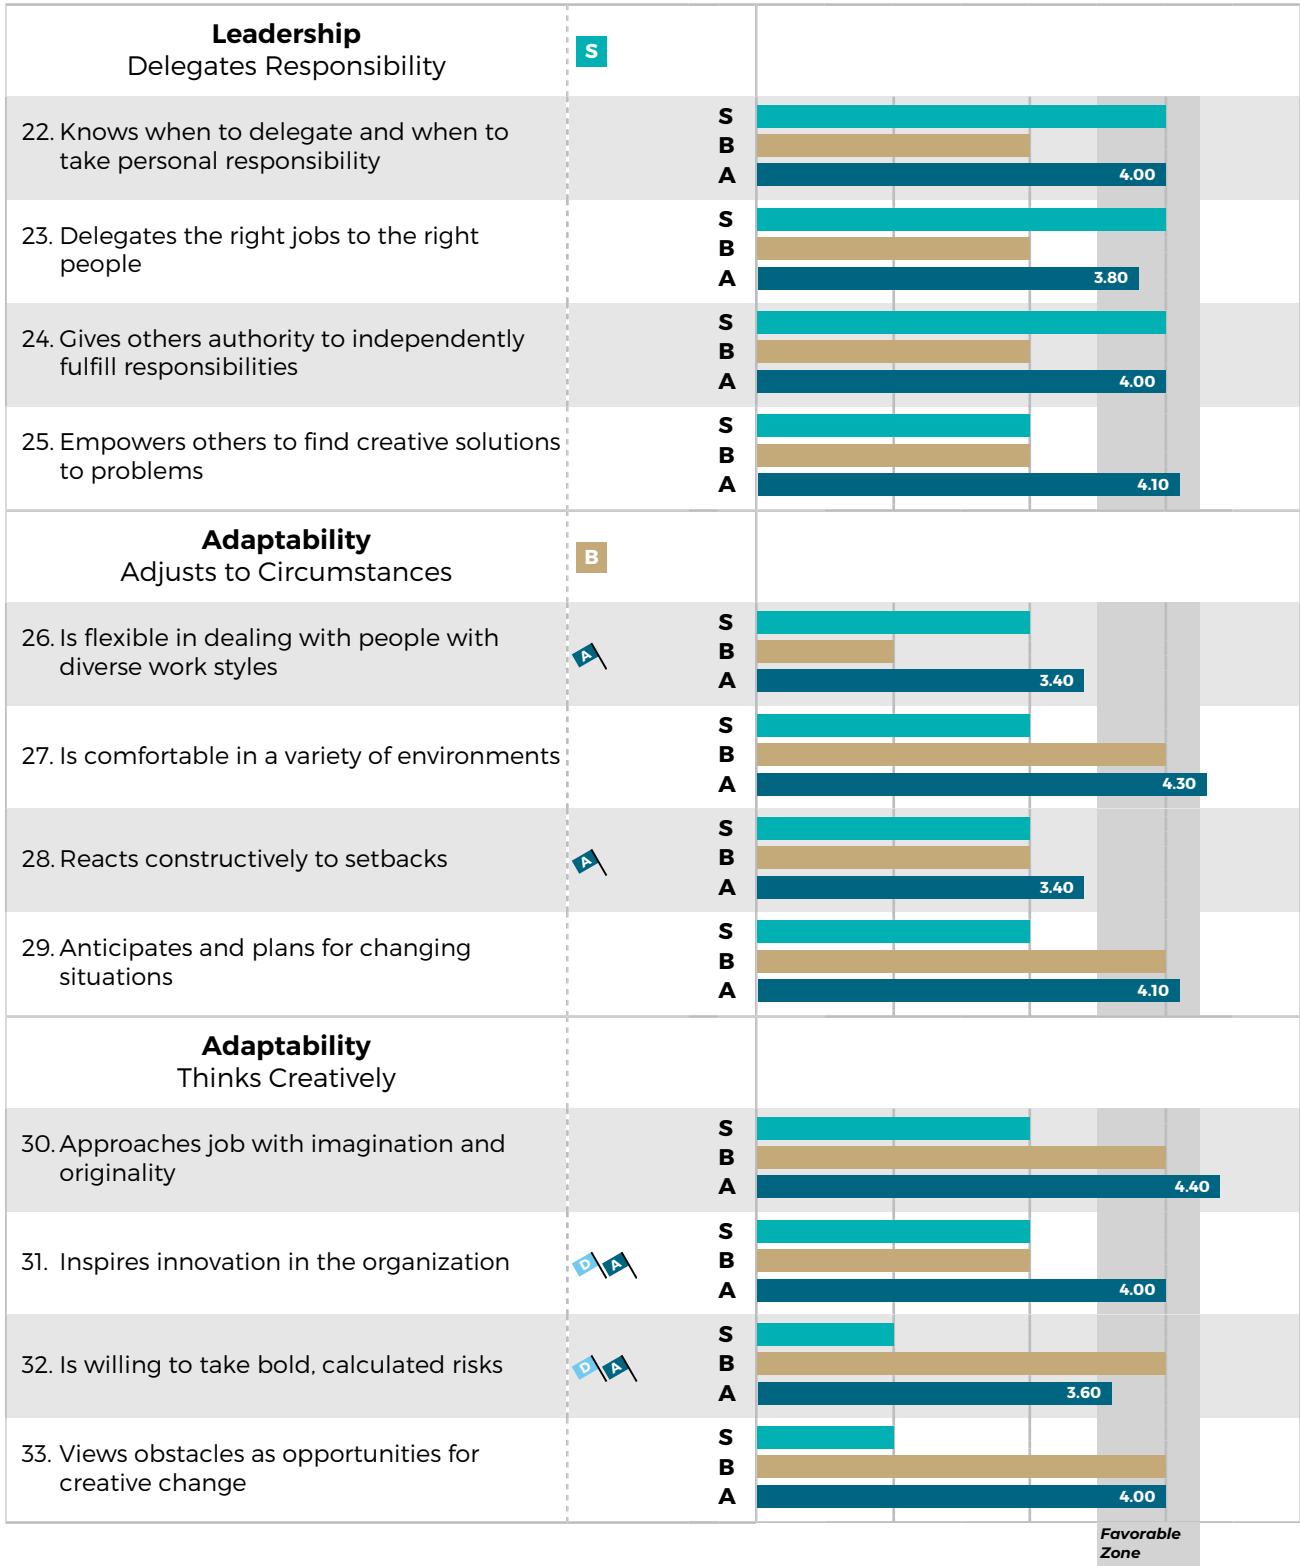 Leadership
Delegates Responsibility
S
22. Knows when to delegate and when to
take personal responsibility
S
B
A
4.00
23. Delegates the right jobs to the right
people
S
B
A
3.80
24. Gives others authority to independently
fulfill responsibilities
S
B
A
4.00
25. Empowers others to find creative solutions
to problems
S
B
A
4.10
Adaptability
Adjusts to Circumstances
B
26. Is flexible in dealing with people with
diverse work styles
A
S
B
A
3.40
27. Is comfortable in a variety of environments
S
B
A
4.30
28. Reacts constructively to setbacks
A
S
B
A
3.40
29. Anticipates and plans for changing
situations
S
B
A
4.10
Adaptability
Thinks Creatively
30. Approaches job with imagination and
originality
S
B
A
4.40
31. Inspires innovation in the organization
D A
S
B
A
4.00
32. Is willing to take bold, calculated risks
D A
S
B
A
3.60
33. Views obstacles as opportunities for
creative change
S
B
A
4.00
Favorable
Zone